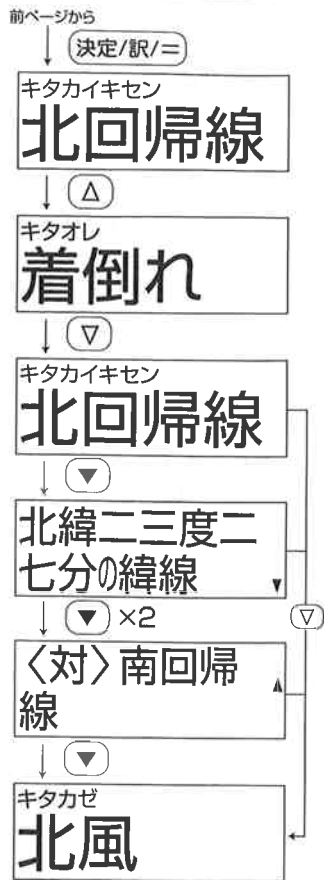 前ページから
決定/訳/＝
キタカイキセン
北回帰線
△
キタオレ
着倒れ
▽
キタカイキセン
北回帰線
▼
北緯二三度二
七分の緯線
▼
▼ ×2
▽
〈対〉南回帰
線
▼
キタカゼ
北風